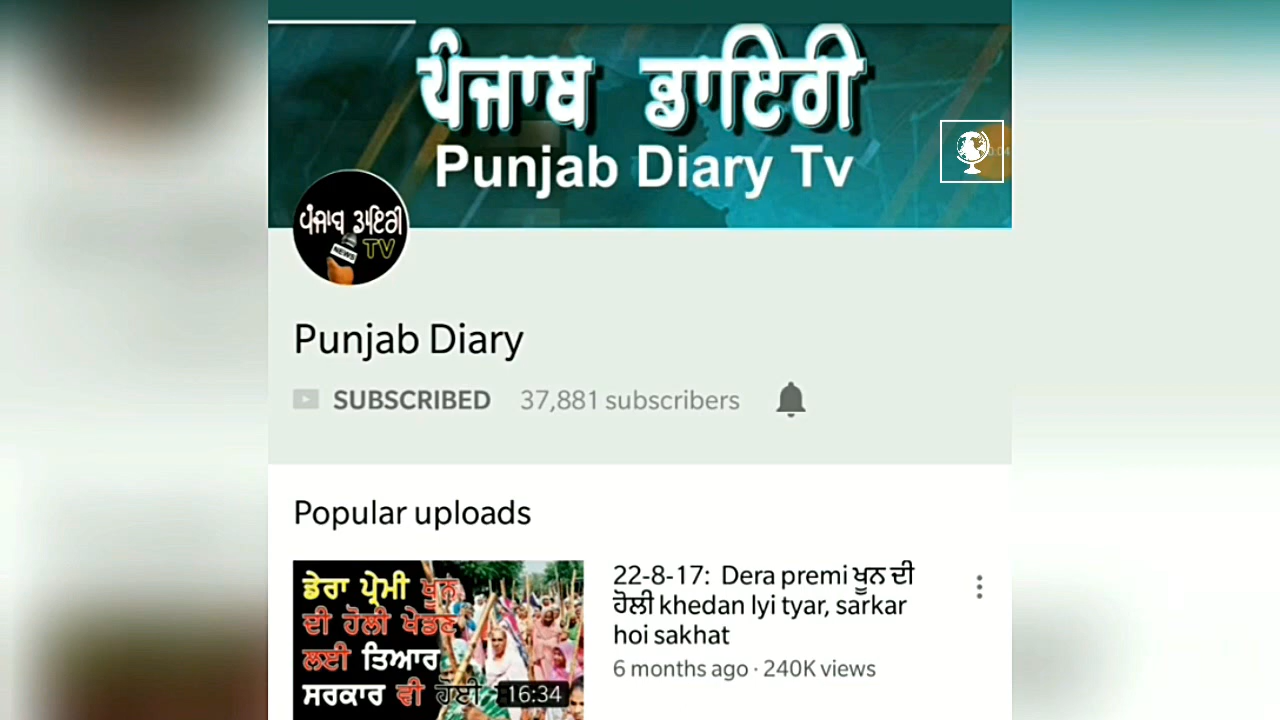 ਪੰਜਾਬ ਡਾਇਰੀ
Punjab Diary Tv
ਪੰਜਾਬ ਡਾਇਰੀ
NEWS TV
Punjab Diary
SUBSCRIBED 37,881 subscribers
Popular uploads
22-8-17: Dera premi ਖੂਨ ਦੀ
ਹੋਲੀ khedan lyi tyar, sarkar
hoi sakhat
6 months ago · 240K views
ਡੇਰਾ ਪ੍ਰੇਮੀ ਖੂਨ
ਦੀ ਹੋਲੀ ਖੇਡਣ
ਲਈ ਤਿਆਰ
ਸਰਕਾਰ ਵੀ ਹੋਈ
16:34